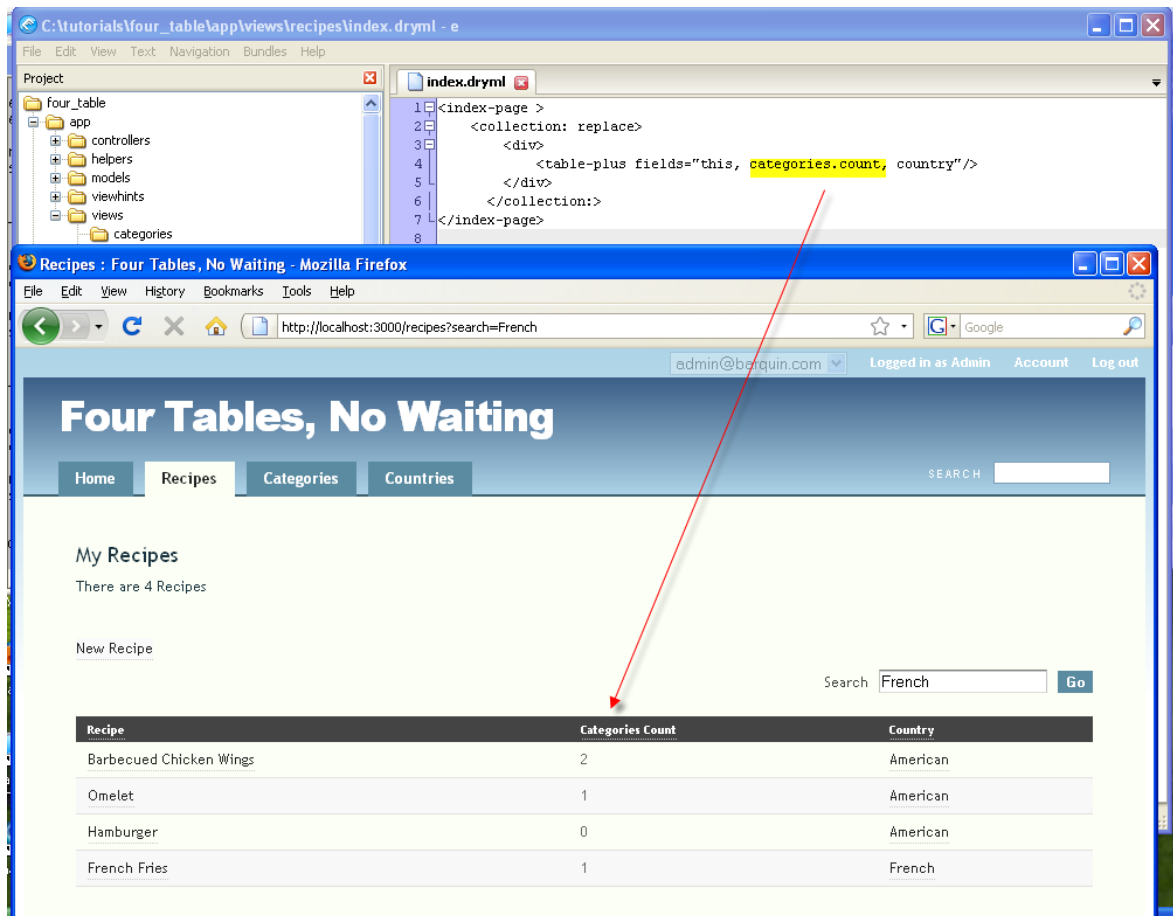 C:\tutorials\four_table\app\views\recipes\index.dryml - e
File Edit View Text Navigation Bundles Help
Project
index.dryml
four_table
app
controllers
helpers
models
viewhints
views
categories
1 <index-page >
2 <collection: replace>
3 <div>
4 <table-plus fields="this, categories.count, country"/>
5 </div>
6 </collection:>
7 </index-page>
8
Recipes : Four Tables, No Waiting - Mozilla Firefox
File Edit View History Bookmarks Tools Help
http://localhost:3000/recipes?search=French
G Google
admin@barquin.com Logged in as Admin Account Log out
Four Tables, No Waiting
Home Recipes Categories Countries
SEARCH
My Recipes
There are 4 Recipes
New Recipe
Search French Go
Recipe Categories Count Country
Barbecued Chicken Wings 2 American
Omelet 1 American
Hamburger 0 American
French Fries 1 French